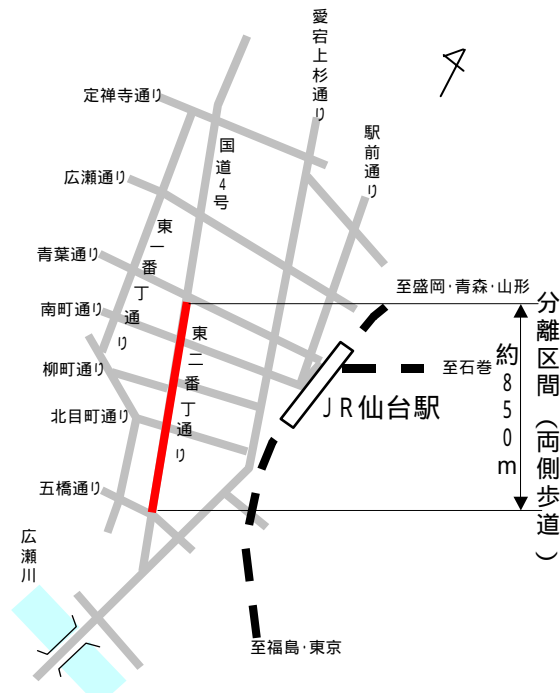 愛宕上杉通り
定禅寺通り
国道4号
駅前通り
広瀬通り
東一番丁通り
青葉通り
至盛岡・青森・山形
南町通り
東二番丁通り
分離区間(両側歩道)
約850m
柳町通り
至石巻
JR仙台駅
北目町通り
五橋通り
広瀬川
至福島・東京